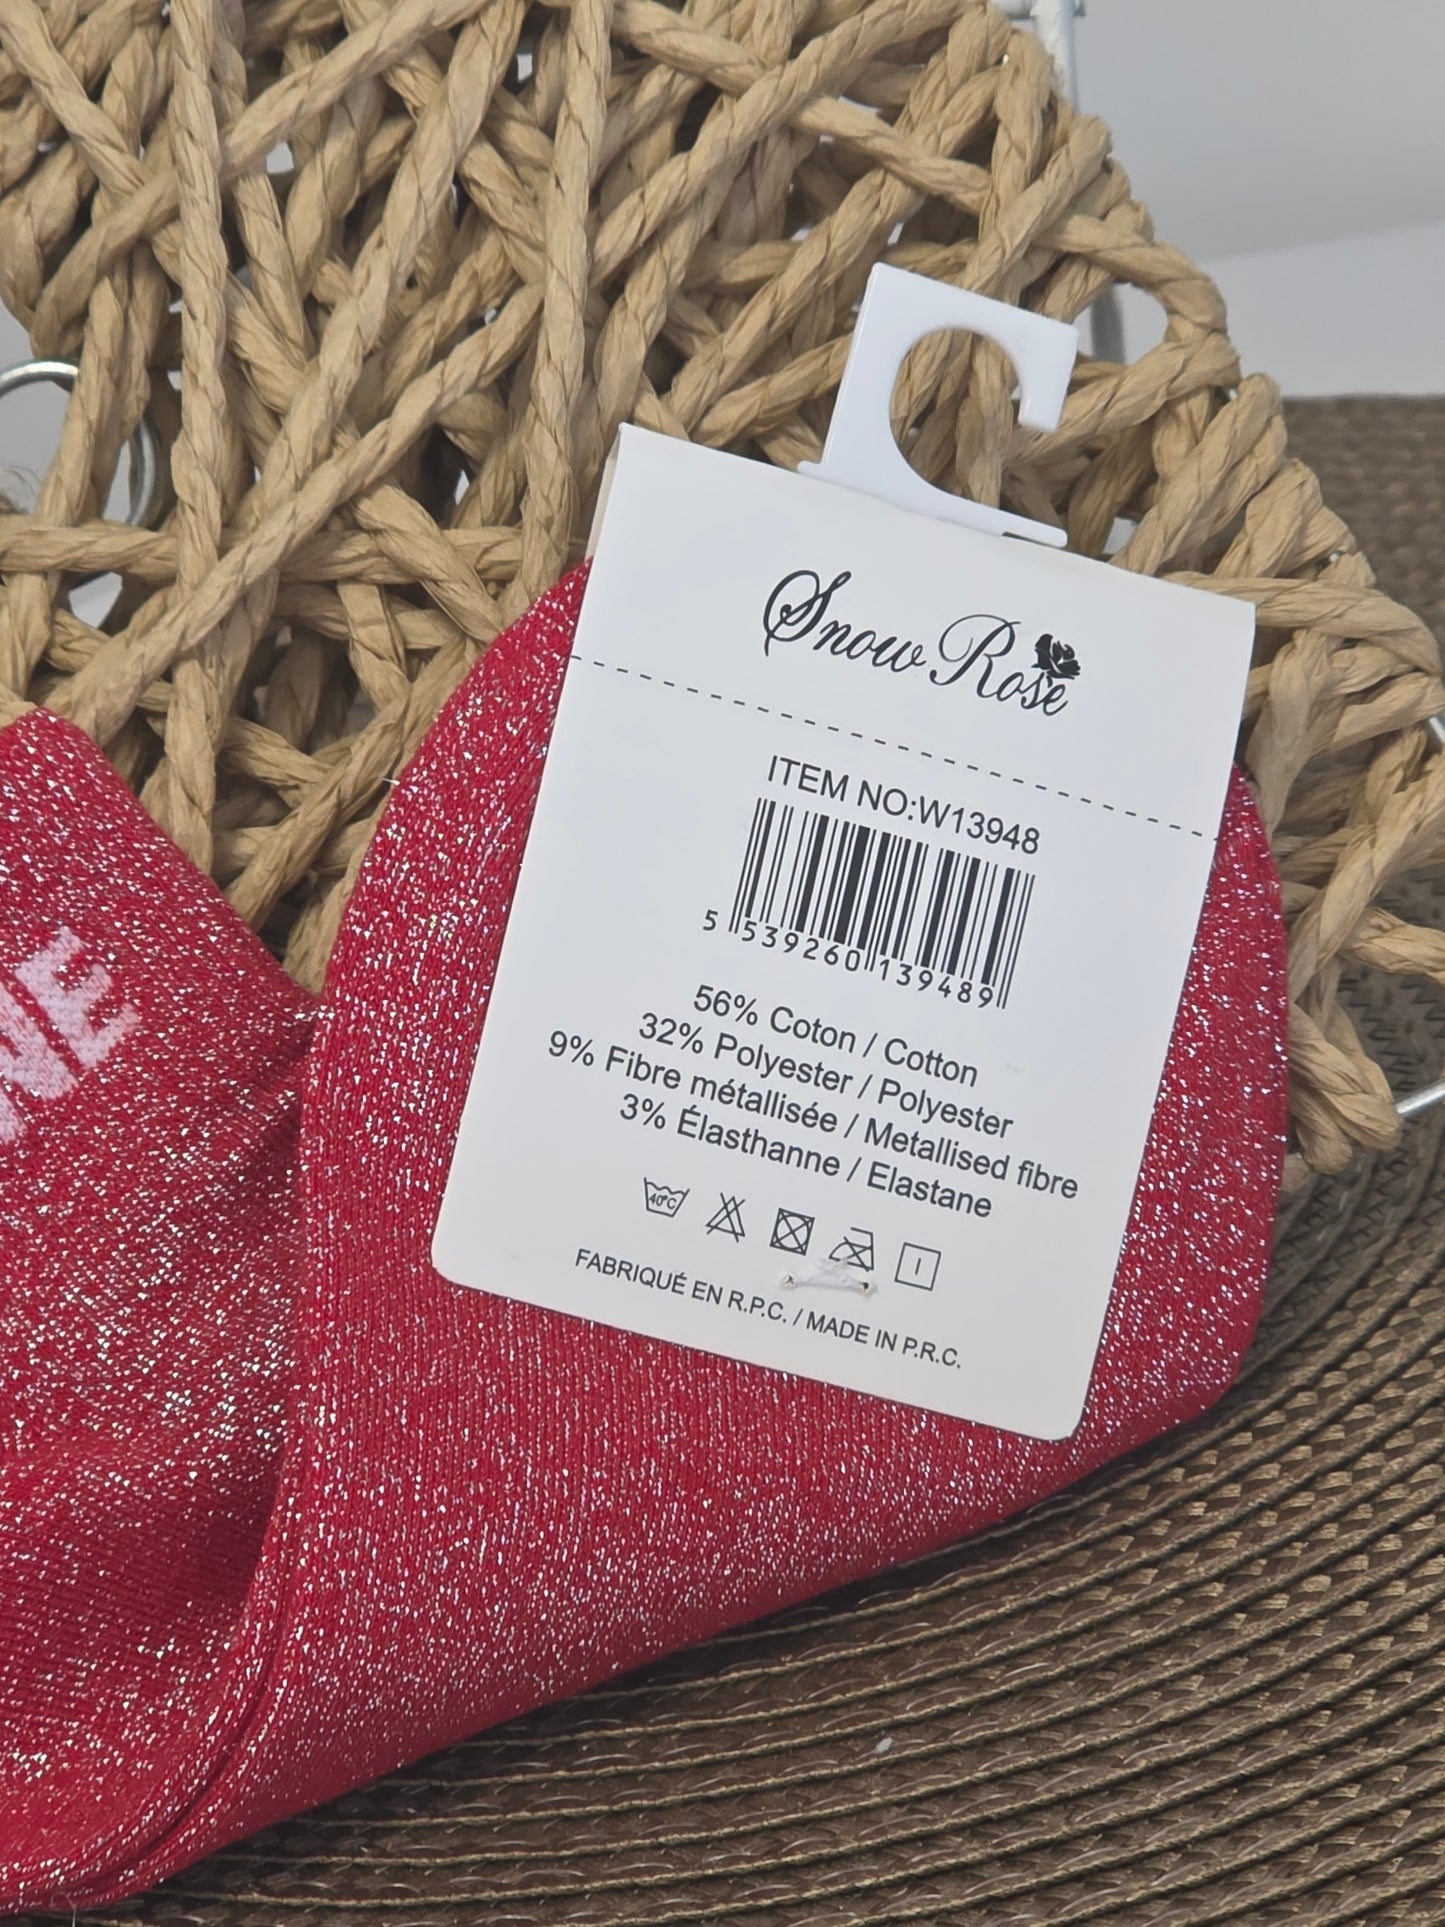 Snow Rose
ITEM NO:W13948
5 539260 139489
56% Coton / Cotton
32% Polyester / Polyester
9% Fibre métallisée / Metallised fibre
3% Élasthanne / Elastane
40°C
FABRIQUÉ EN R.P.C. / MADE IN P.R.C.